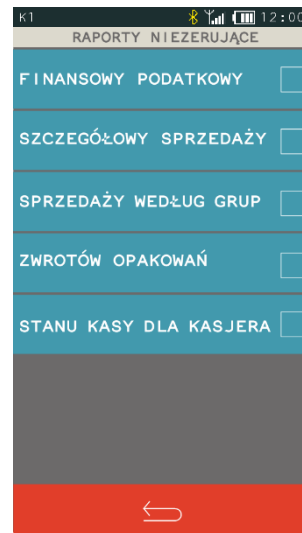 K1 12:00
RAPORTY NIEZERUJĄCE
FINANSOWY PODATKOWY
SZCZEGÓŁOWY SPRZEDAŻY
SPRZEDAŻY WEDŁUG GRUP
ZWROTÓW OPAKOWAŃ
STANU KASY DLA KASJERA